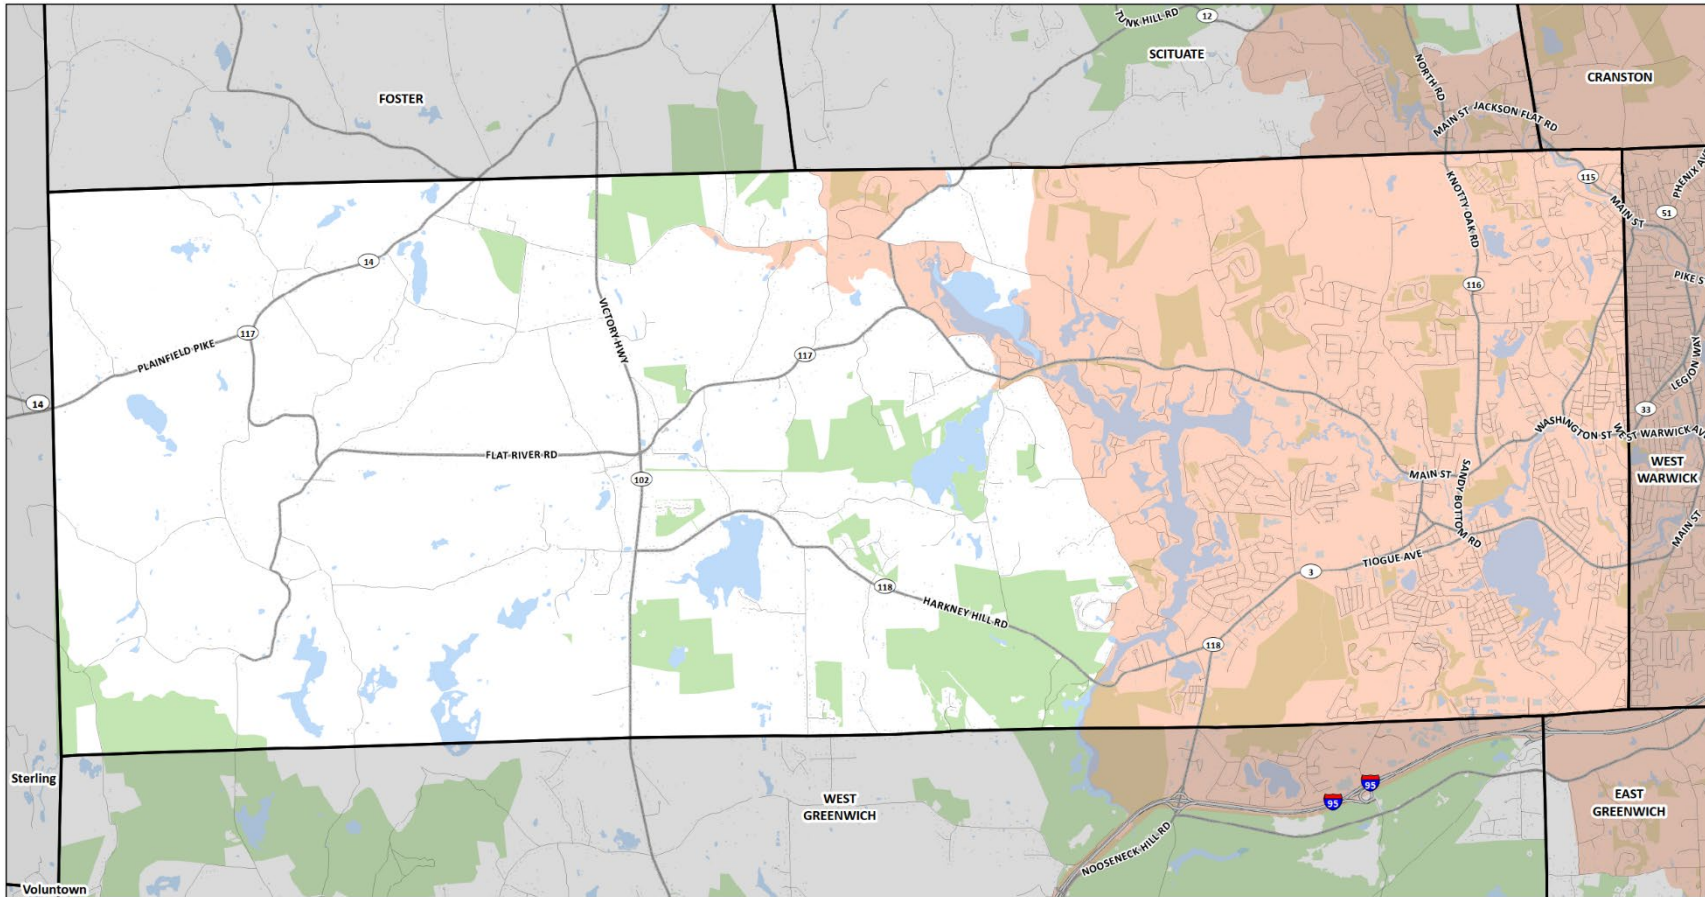 TUNK HILL RD
12
SCITUATE
FOSTER
NORTH RD
CRANSTON
MAIN ST
JACKSON FLAT RD
115
MAIN ST
PHENIX AVE
51
KNOTTY OAK RD
116
PIKE S
14
117
PLAINFIELD PIKE
VICTORY HWY
117
LEGION WAY
14
33
WASHINGTON ST
WEST WARWICK AV
FLAT RIVER RD
102
MAIN ST
SANDY BOTTOM RD
WEST
WARWICK
MAIN ST
TIOGUE AVE
3
118
HARKNEY HILL RD
118
Sterling
WEST
GREENWICH
95
95
EAST
GREENWICH
NOOSENECK HILL RD
Voluntown